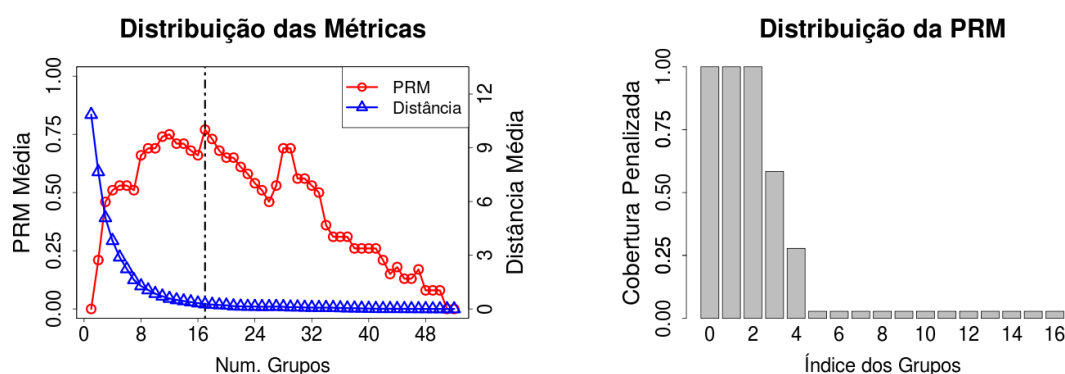 Distribuição das Métricas
PRM Média
0.00 0.25 0.50 0.75 1.00
PRM
Distância
0 3 6 9 12
Distância Média
0 8 16 24 32 40 48
Num. Grupos
Distribuição da PRM
Cobertura Penalizada
0.00 0.25 0.50 0.75 1.00
0 2 4 6 8 10 12 14 16
Índice dos Grupos